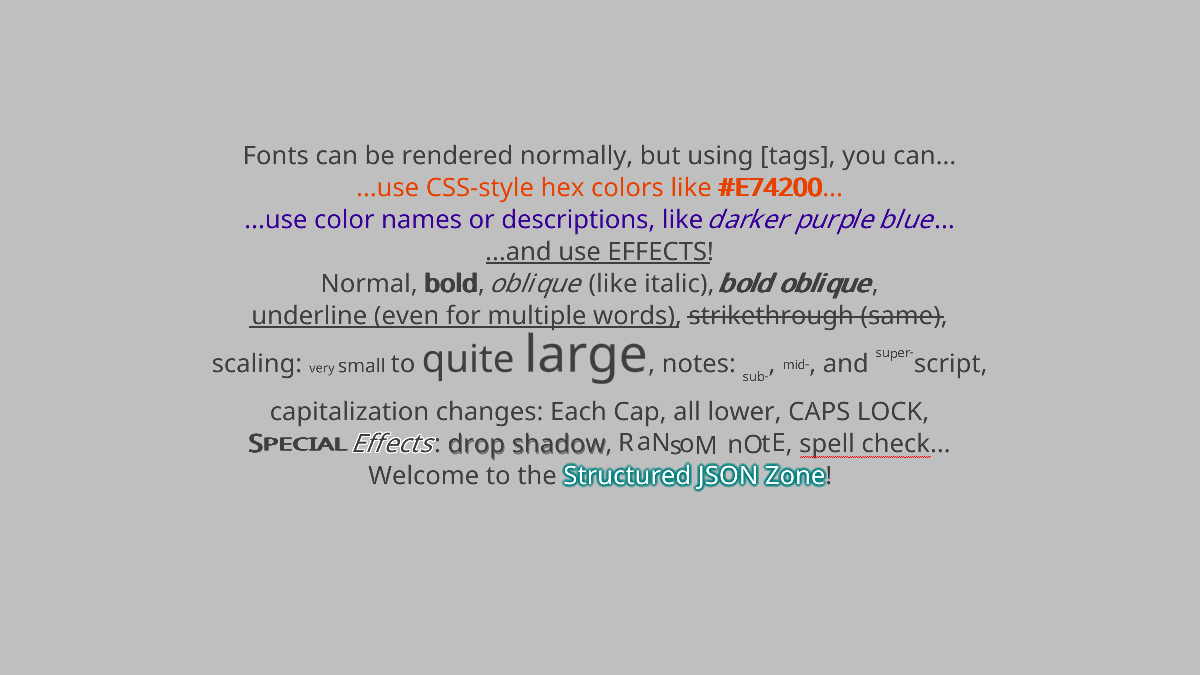 Fonts can be rendered normally, but using [tags], you can...
...use CSS-style hex colors like #E74200...
...use color names or descriptions, like darker purple blue...
...and use EFFECTS!
Normal, bold, oblique (like italic), bold oblique,
underline (even for multiple words), strikethrough (same),
scaling: very small to quite large, notes: sub-, mid-, and super-script,
capitalization changes: Each Cap, all lower, CAPS LOCK,
SPECIAL Effects: drop shadow, RaNsoM nOtE, spell check...
Welcome to the Structured JSON Zone!